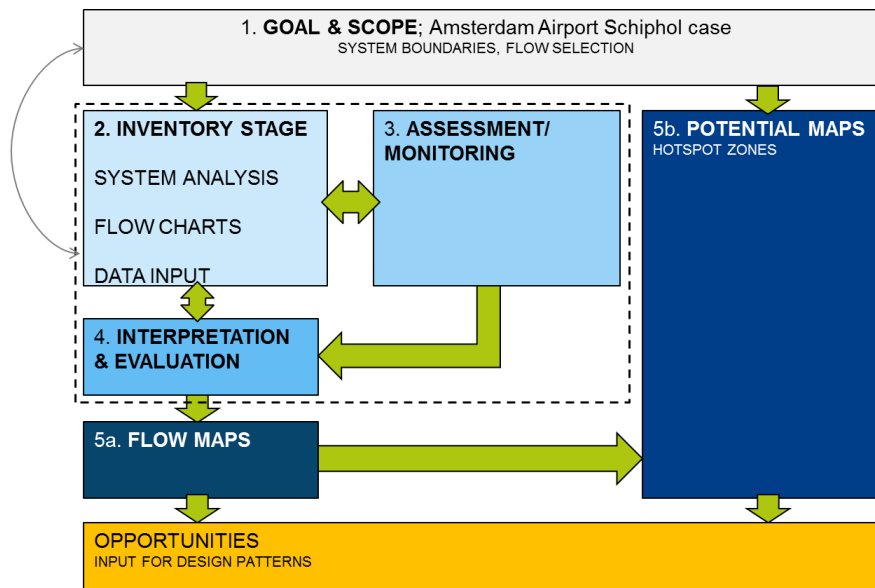 1. GOAL & SCOPE; Amsterdam Airport Schiphol case
SYSTEM BOUNDARIES, FLOW SELECTION
2. INVENTORY STAGE
SYSTEM ANALYSIS
FLOW CHARTS
DATA INPUT
3. ASSESSMENT/
MONITORING
5b. POTENTIAL MAPS
HOTSPOT ZONES
4. INTERPRETATION
& EVALUATION
5a. FLOW MAPS
OPPORTUNITIES
INPUT FOR DESIGN PATTERNS